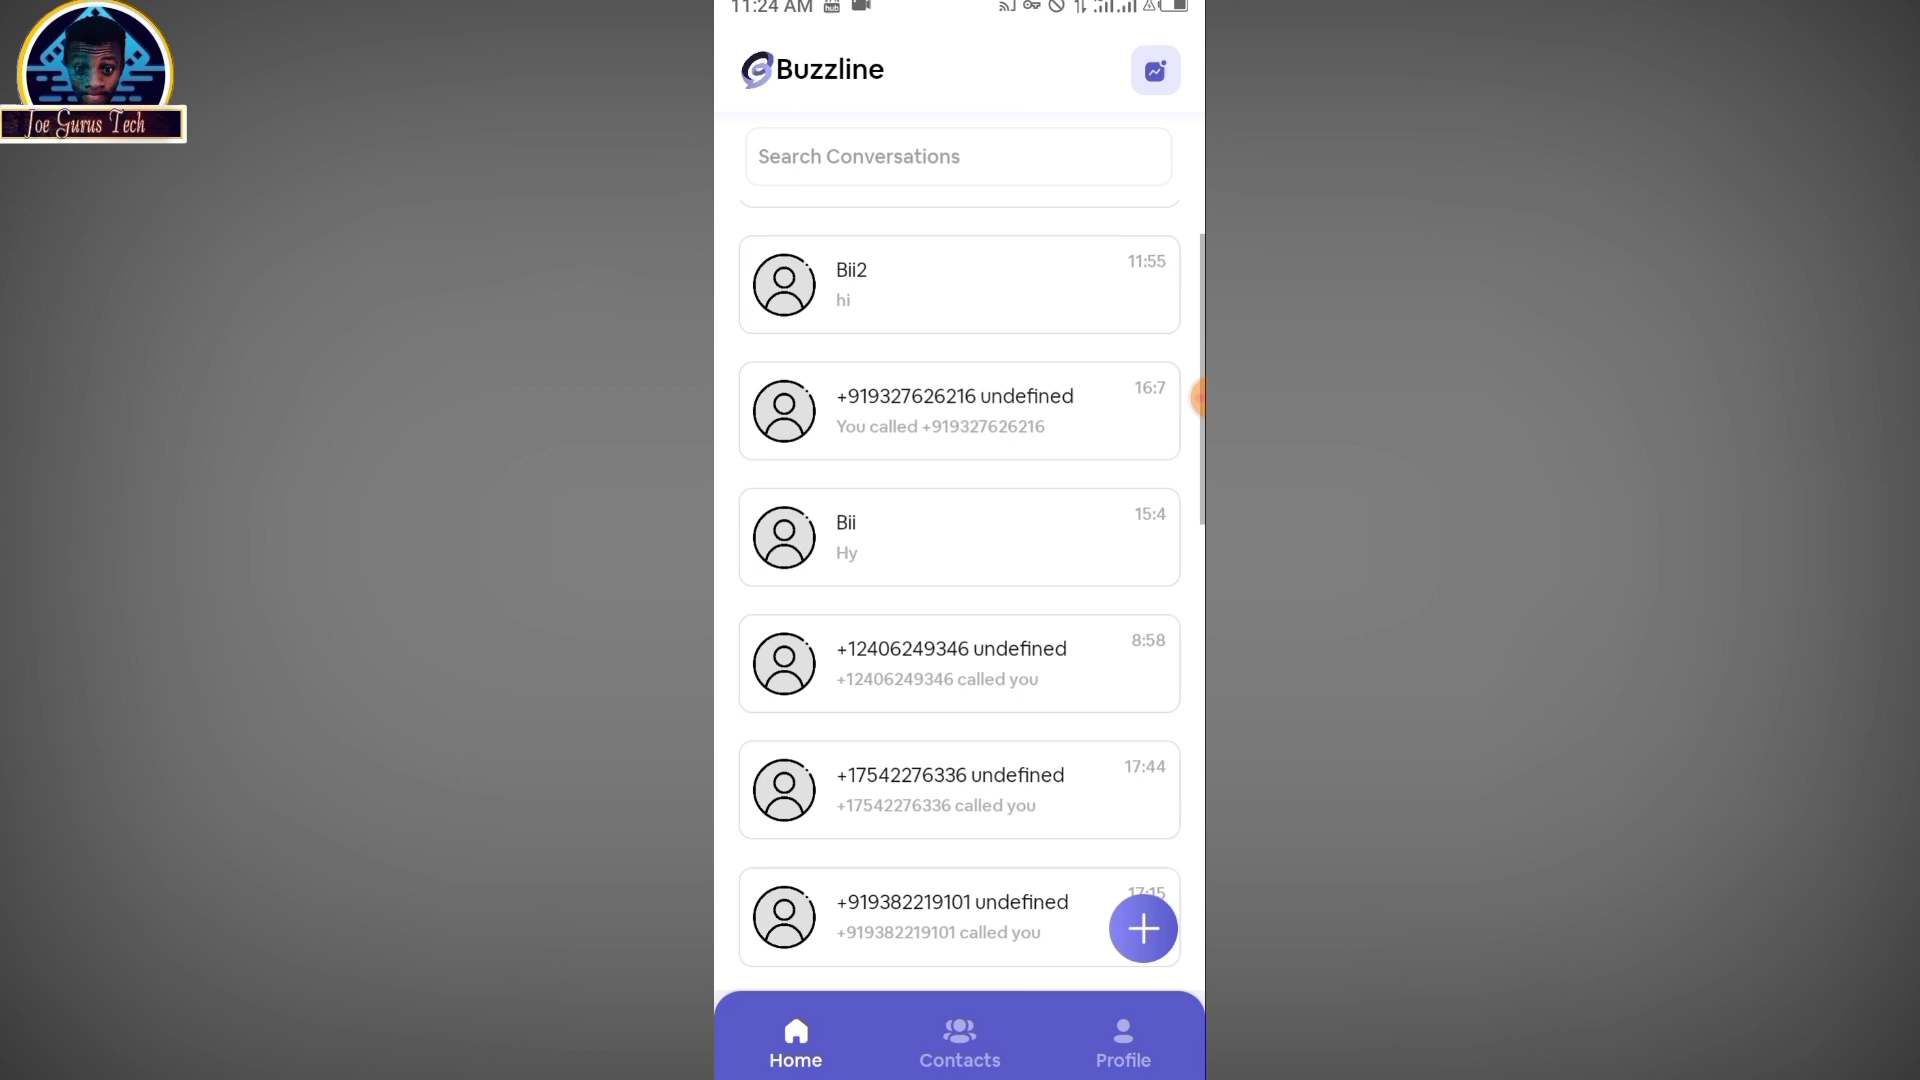 11:24 AM
Joe Gurus Tech
Buzzline
Search Conversations
Bii2
11:55
hi
+919327626216 undefined
16:7
You called +919327626216
Bii
15:4
Hy
+12406249346 undefined
8:58
+12406249346 called you
+17542276336 undefined
17:44
+17542276336 called you
+919382219101 undefined
17:15
+919382219101 called you
Home
Contacts
Profile